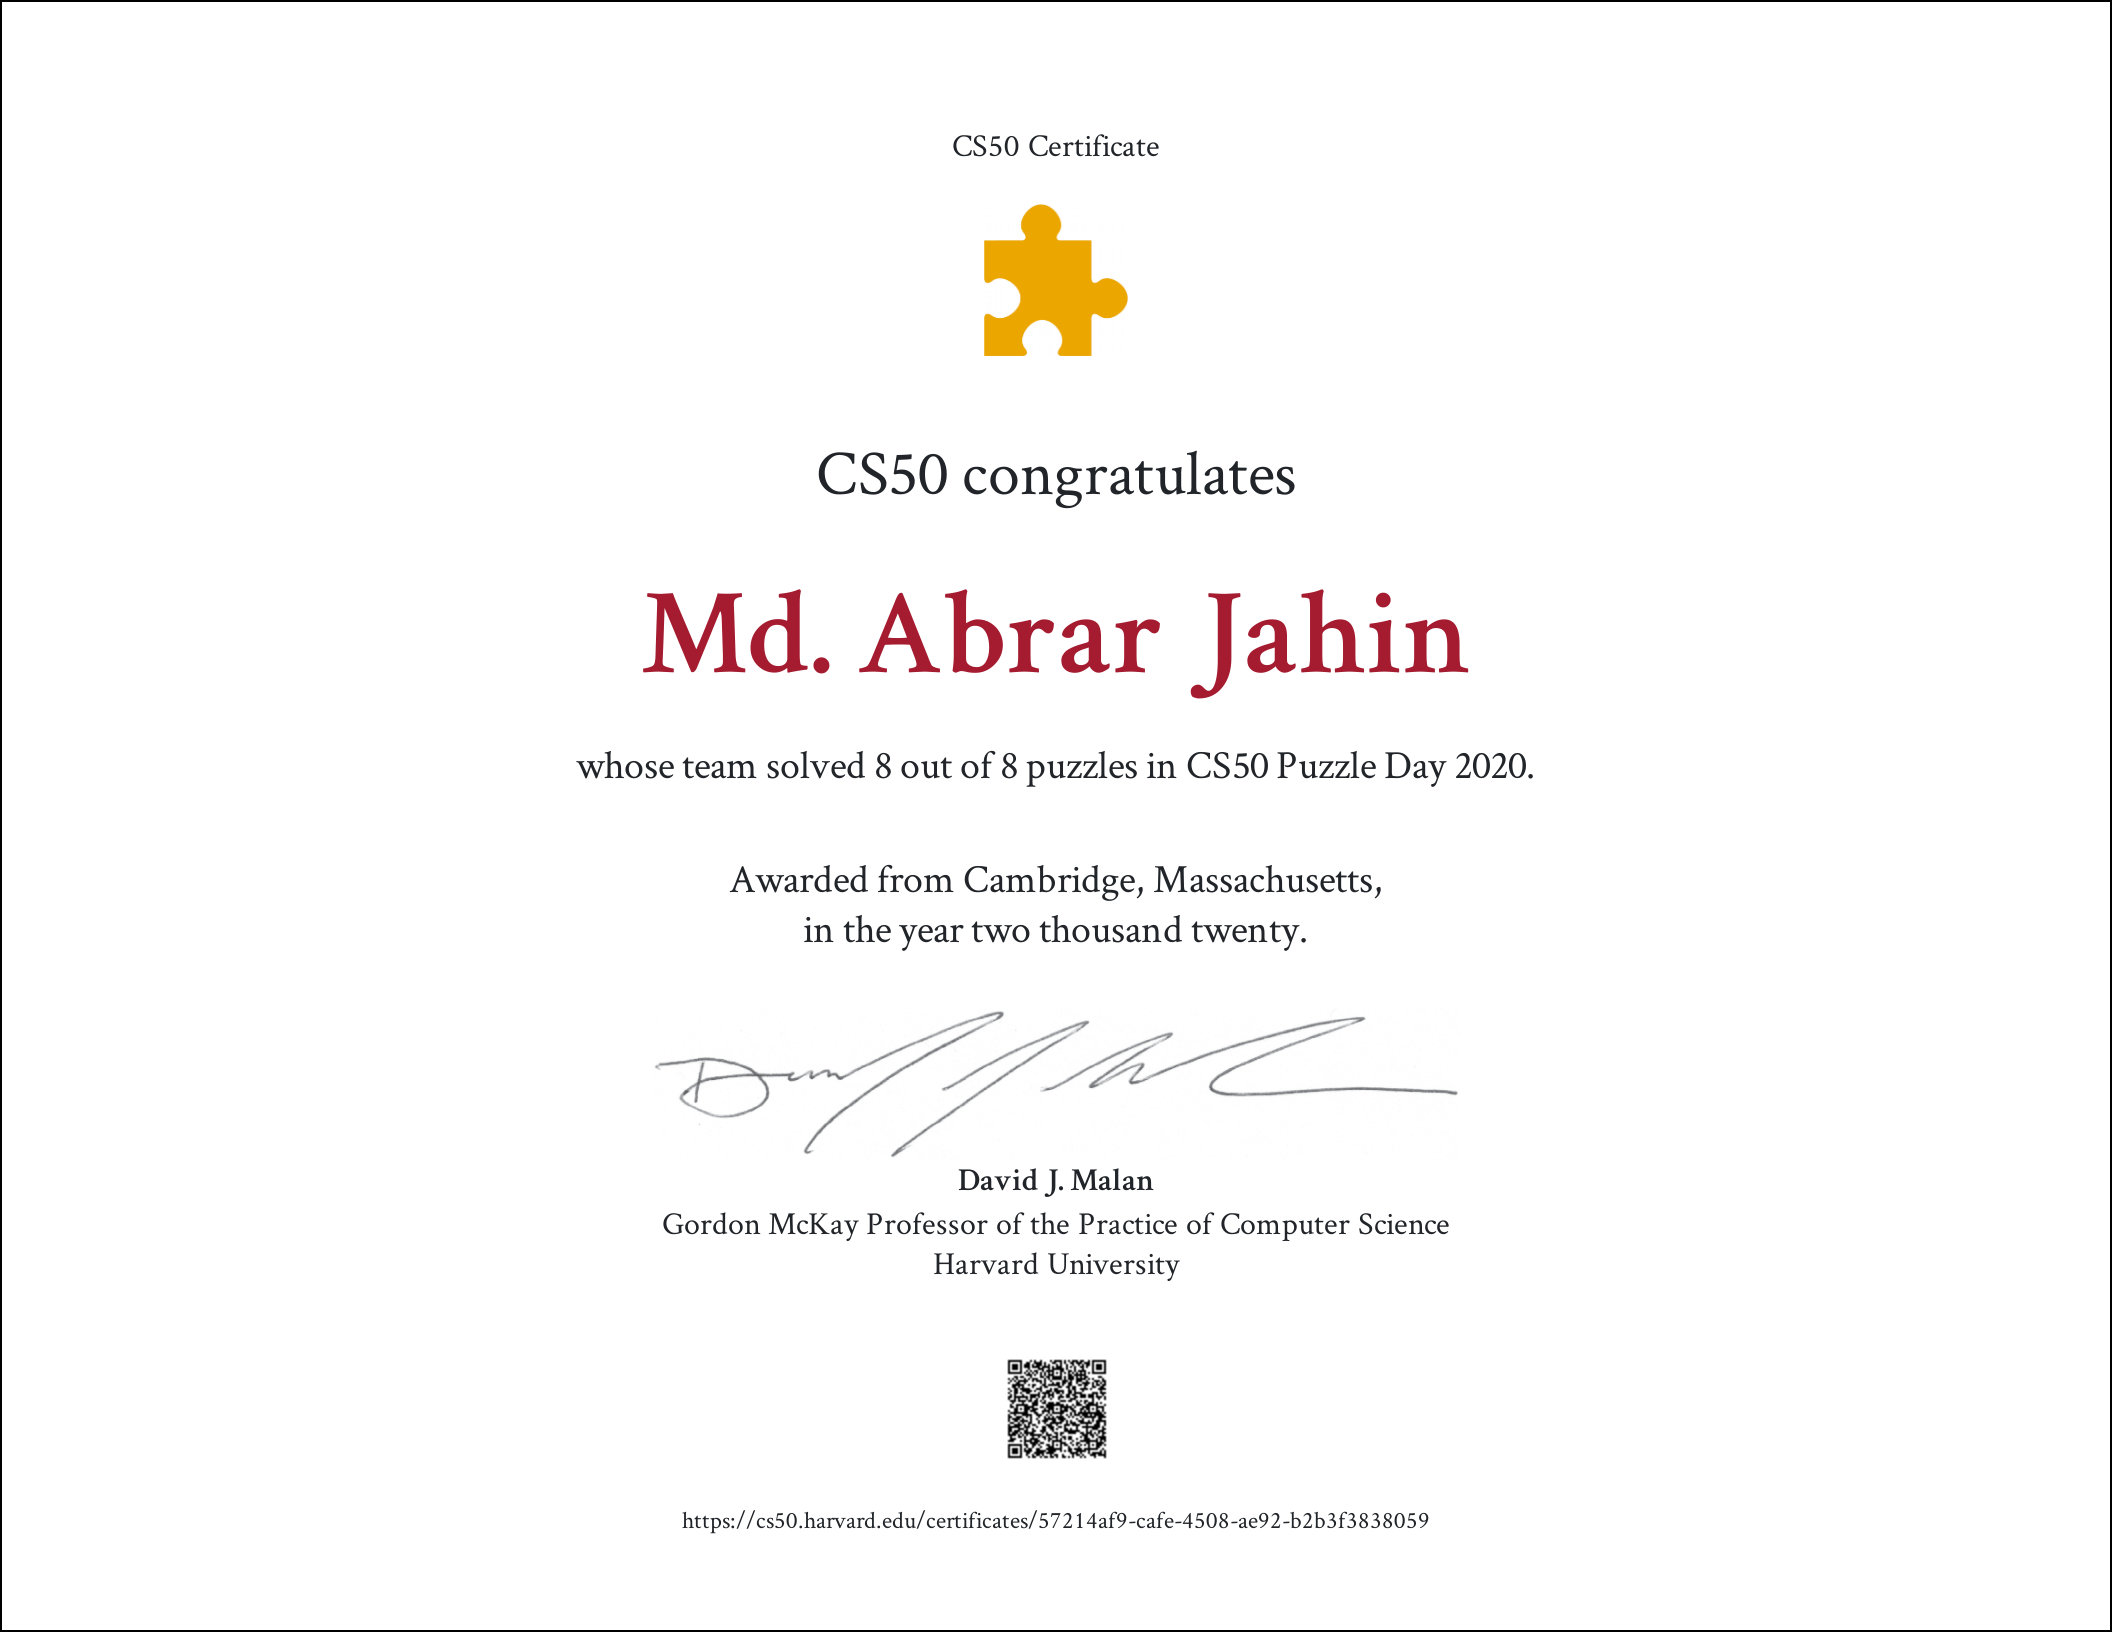 CS50 Certificate
CS50 congratulates
Md. Abrar Jahin
whose team solved 8 out of 8 puzzles in CS50 Puzzle Day 2020.
Awarded from Cambridge, Massachusetts,
in the year two thousand twenty.
David J. Malan
Gordon McKay Professor of the Practice of Computer Science
Harvard University
https://cs50.harvard.edu/certificates/57214af9-cafe-4508-ae92-b2b3f3838059